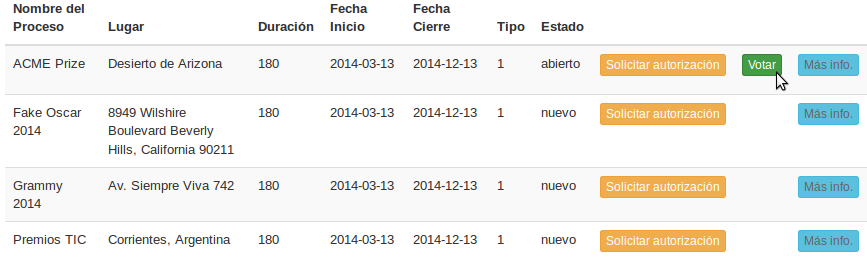 Nombre del Proceso Lugar Duración Fecha Inicio Fecha Cierre Tipo Estado
ACME Prize Desierto de Arizona 180 2014-03-13 2014-12-13 1 abierto Solicitar autorización Votar Más info.
Fake Oscar 2014 8949 Wilshire Boulevard Beverly Hills, California 90211 180 2014-03-13 2014-12-13 1 nuevo Solicitar autorización Más info.
Grammy 2014 Av. Siempre Viva 742 180 2014-03-13 2014-12-13 1 nuevo Solicitar autorización Más info.
Premios TIC Corrientes, Argentina 180 2014-03-13 2014-12-13 1 nuevo Solicitar autorización Más info.